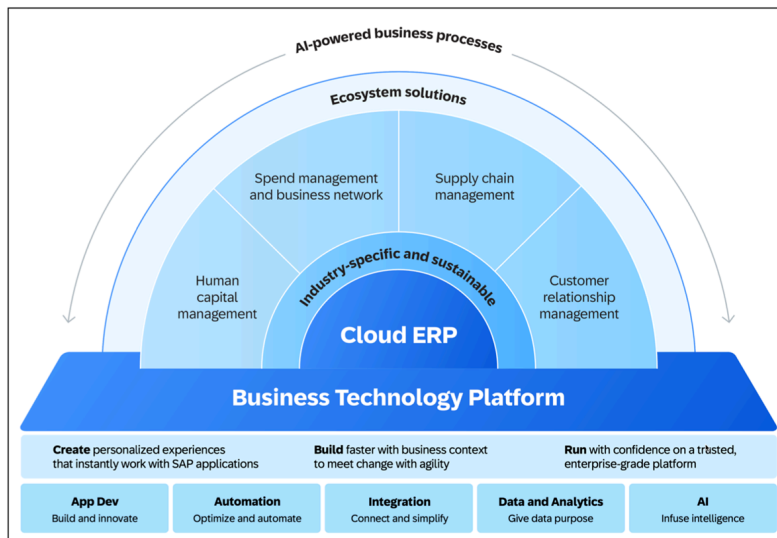 AI-powered business processes
Ecosystem solutions
Spend management
and business network
Supply chain
management
Human
capital
management
Industry-specific and sustainable
Customer
relationship
management
Cloud ERP
Business Technology Platform
Create personalized experiences
that instantly work with SAP applications
Build faster with business context
to meet change with agility
Run with confidence on a trusted,
enterprise-grade platform
App Dev
Build and innovate
Automation
Optimize and automate
Integration
Connect and simplify
Data and Analytics
Give data purpose
AI
Infuse intelligence